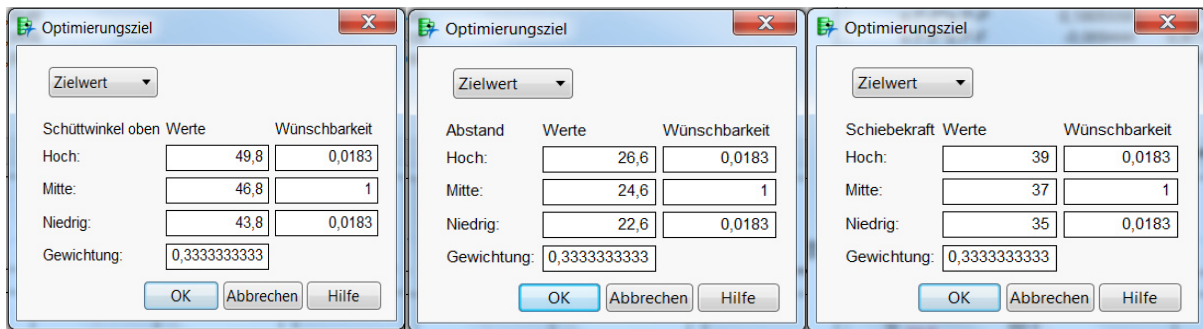 Optimierungsziel
Zielwert
Schüttwinkel oben Werte Wünschbarkeit
Hoch: 49,8 0,0183
Mitte: 46,8 1
Niedrig: 43,8 0,0183
Gewichtung: 0,3333333333
OK Abbrechen Hilfe
Optimierungsziel
Zielwert
Abstand Werte Wünschbarkeit
Hoch: 26,6 0,0183
Mitte: 24,6 1
Niedrig: 22,6 0,0183
Gewichtung: 0,3333333333
OK Abbrechen Hilfe
Optimierungsziel
Zielwert
Schiebekraft Werte Wünschbarkeit
Hoch: 39 0,0183
Mitte: 37 1
Niedrig: 35 0,0183
Gewichtung: 0,3333333333
OK Abbrechen Hilfe